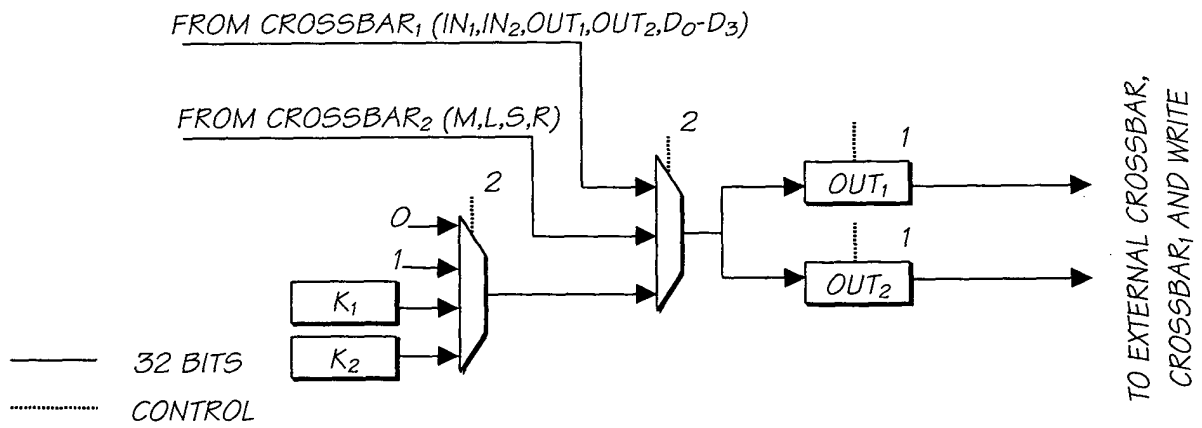 FROM CROSSBAR₁ (IN₁,IN₂,OUT₁,OUT₂,D₀-D₃)
FROM CROSSBAR₂ (M,L,S,R)
2
2
1
OUT₁
0
1
1
OUT₂
K₁
K₂
32 BITS
CONTROL
TO EXTERNAL CROSSBAR,
CROSSBAR₁ AND WRITE